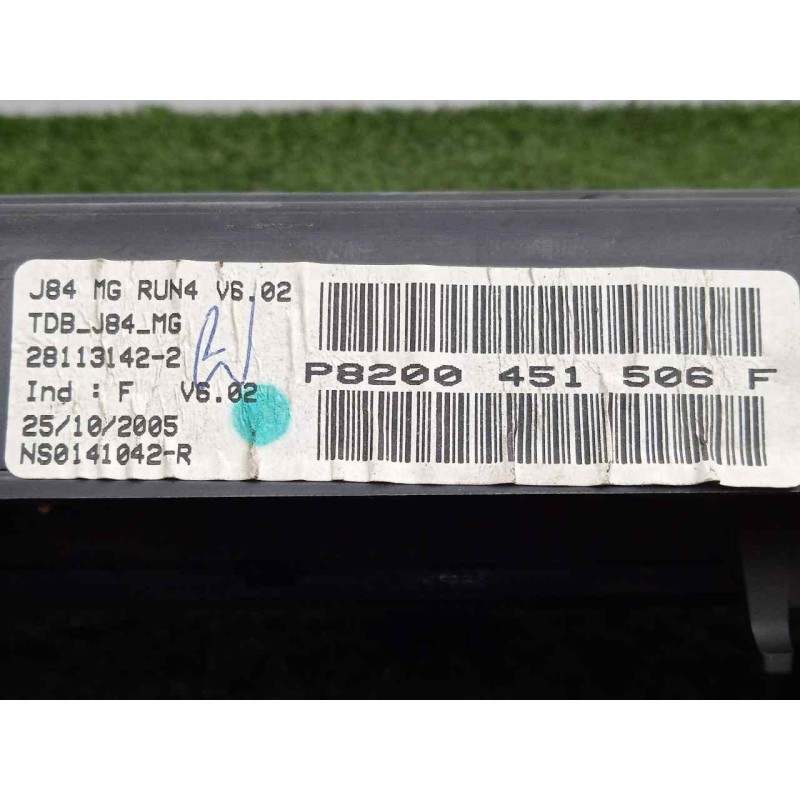 J84 MG RUN4 V6.02
TDB_J84_MG
28113142-2
Ind : F V6.02
25/10/2005
NS0141042-R
P8200 451 506 F